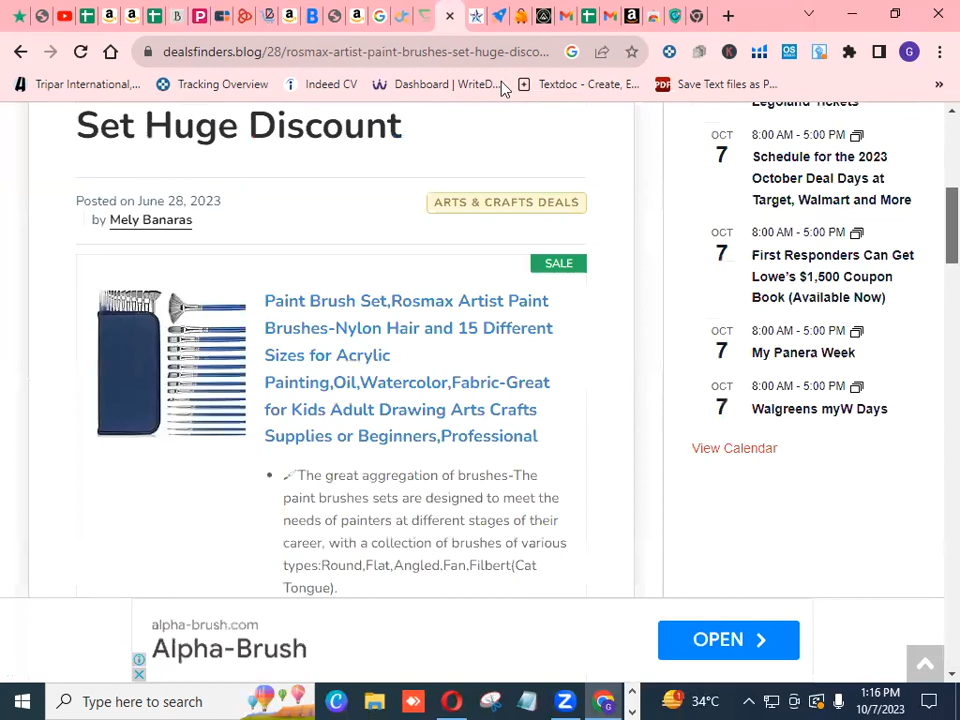 dealsfinders.blog/28/rosmax-artist-paint-brushes-set-huge-disco...
Tripar International,...
Tracking Overview
Indeed CV
Dashboard | WriteD...
Textdoc - Create, E...
Save Text files as P...
Set Huge Discount
Posted on June 28, 2023
by Mely Banaras
ARTS & CRAFTS DEALS
SALE
Paint Brush Set,Rosmax Artist Paint
Brushes-Nylon Hair and 15 Different
Sizes for Acrylic
Painting,Oil,Watercolor,Fabric-Great
for Kids Adult Drawing Arts Crafts
Supplies or Beginners,Professional
The great aggregation of brushes-The
paint brushes sets are designed to meet the
needs of painters at different stages of their
career, with a collection of brushes of various
types:Round,Flat,Angled.Fan.Filbert(Cat
Tongue).
Legoland Tickets
OCT
7
8:00 AM - 5:00 PM
Schedule for the 2023
October Deal Days at
Target, Walmart and More
OCT
7
8:00 AM - 5:00 PM
First Responders Can Get
Lowe's $1,500 Coupon
Book (Available Now)
OCT
7
8:00 AM - 5:00 PM
My Panera Week
OCT
7
8:00 AM - 5:00 PM
Walgreens myW Days
View Calendar
alpha-brush.com
Alpha-Brush
OPEN
Type here to search
34°C
1:16 PM
10/7/2023